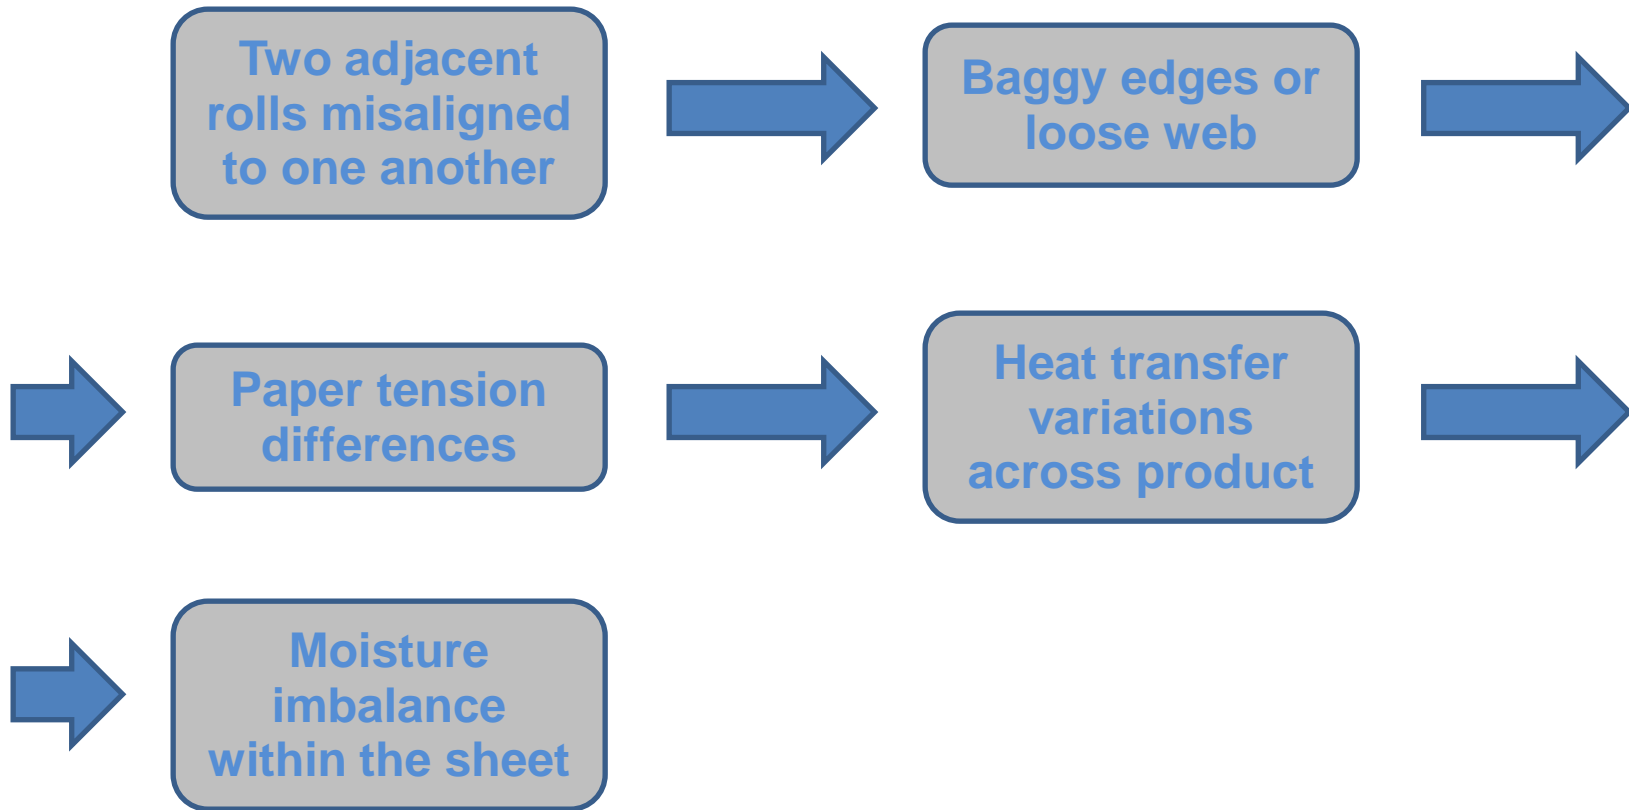 Two adjacent
rolls misaligned
to one another
Baggy edges or
loose web
Paper tension
differences
Heat transfer
variations
across product
Moisture
imbalance
within the sheet